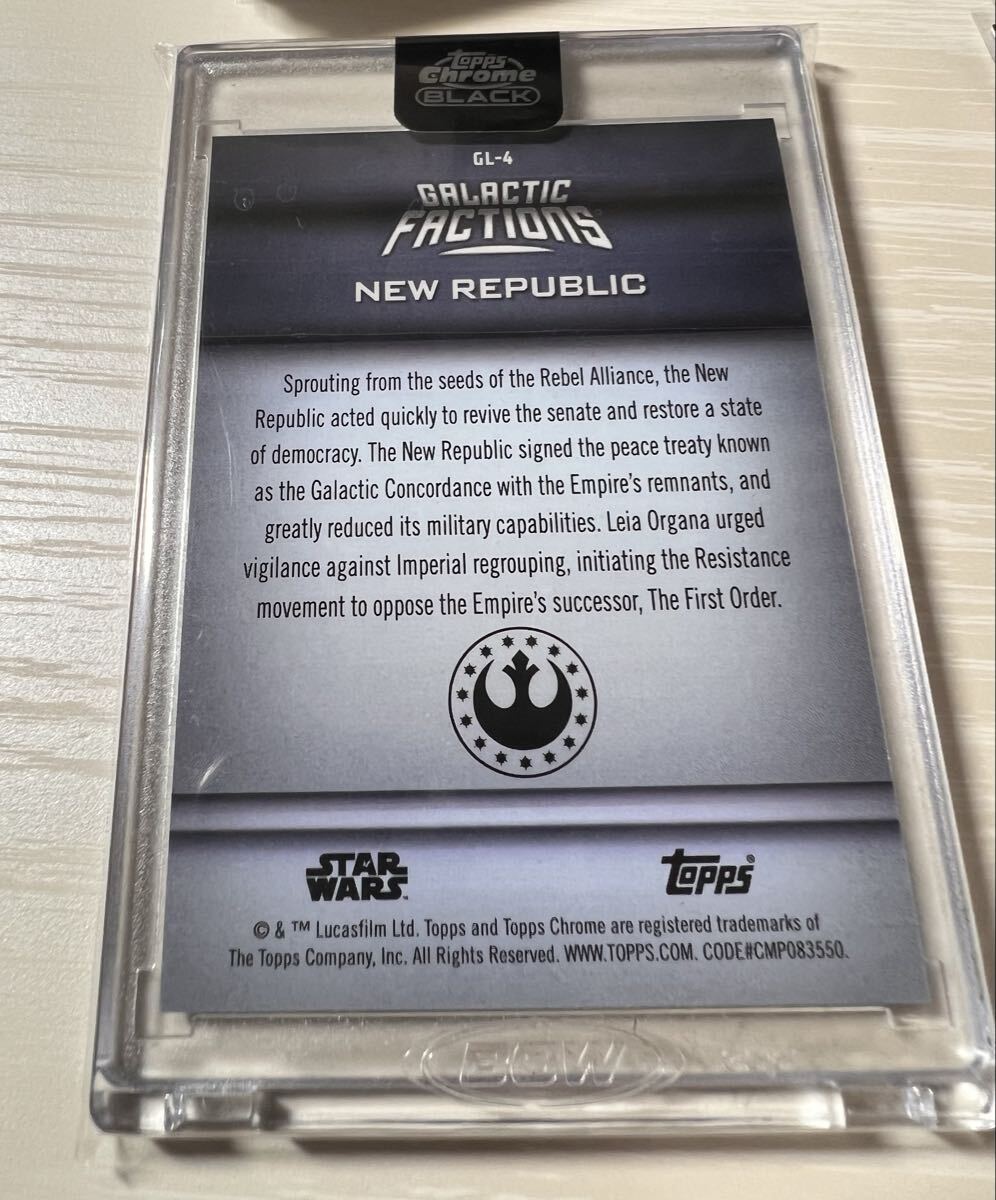 Topps
Chrome
BLACK
GL-4
GALACTIC
FACTIONS
NEW REPUBLIC
Sprouting from the seeds of the Rebel Alliance, the New
Republic acted quickly to revive the senate and restore a state
of democracy. The New Republic signed the peace treaty known
as the Galactic Concordance with the Empire's remnants, and
greatly reduced its military capabilities. Leia Organa urged
vigilance against Imperial regrouping, initiating the Resistance
movement to oppose the Empire's successor, The First Order.
STAR
WARS™
Topps®
© & ™ Lucasfilm Ltd. Topps and Topps Chrome are registered trademarks of
The Topps Company, Inc. All Rights Reserved. WWW.TOPPS.COM. CODE#CMP083550.